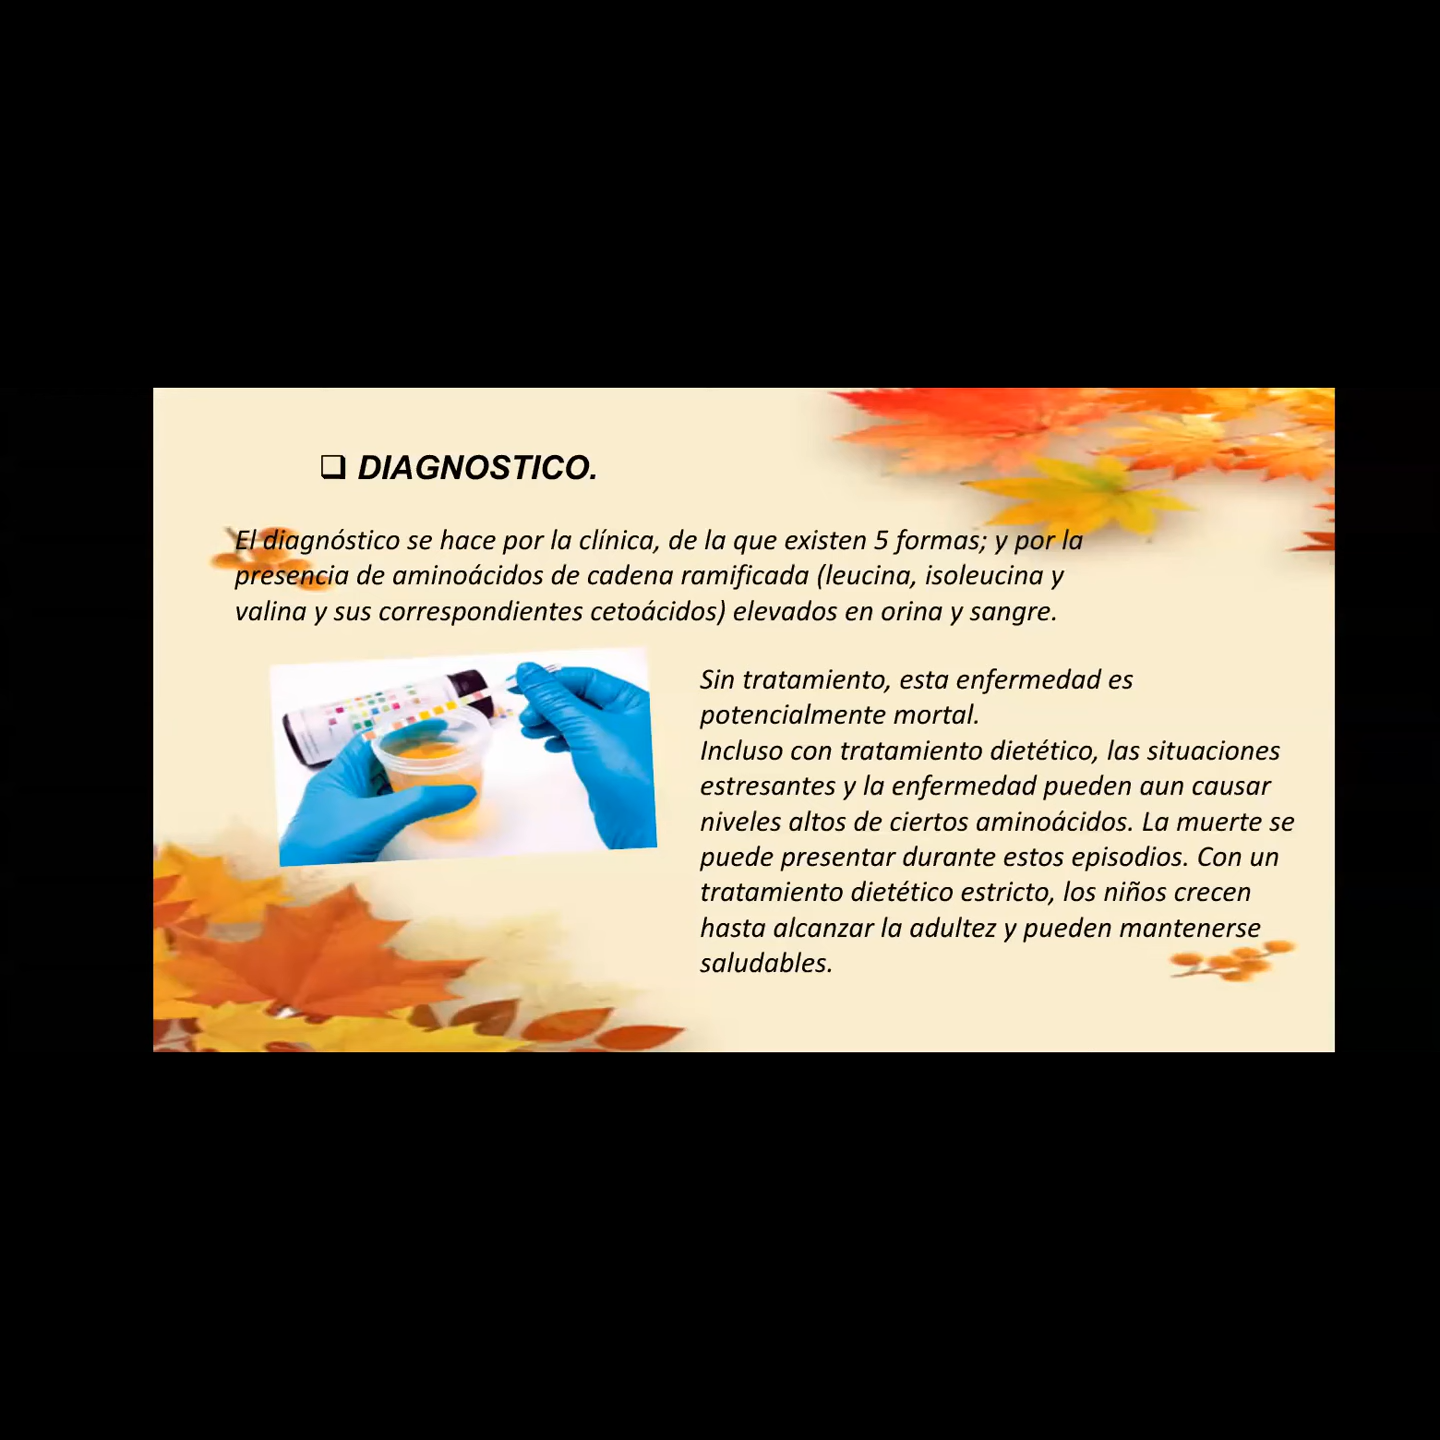 ❑ DIAGNOSTICO.
El diagnóstico se hace por la clínica, de la que existen 5 formas; y por la
presencia de aminoácidos de cadena ramificada (leucina, isoleucina y
valina y sus correspondientes cetoácidos) elevados en orina y sangre.
Sin tratamiento, esta enfermedad es
potencialmente mortal.
Incluso con tratamiento dietético, las situaciones
estresantes y la enfermedad pueden aun causar
niveles altos de ciertos aminoácidos. La muerte se
puede presentar durante estos episodios. Con un
tratamiento dietético estricto, los niños crecen
hasta alcanzar la adultez y pueden mantenerse
saludables.